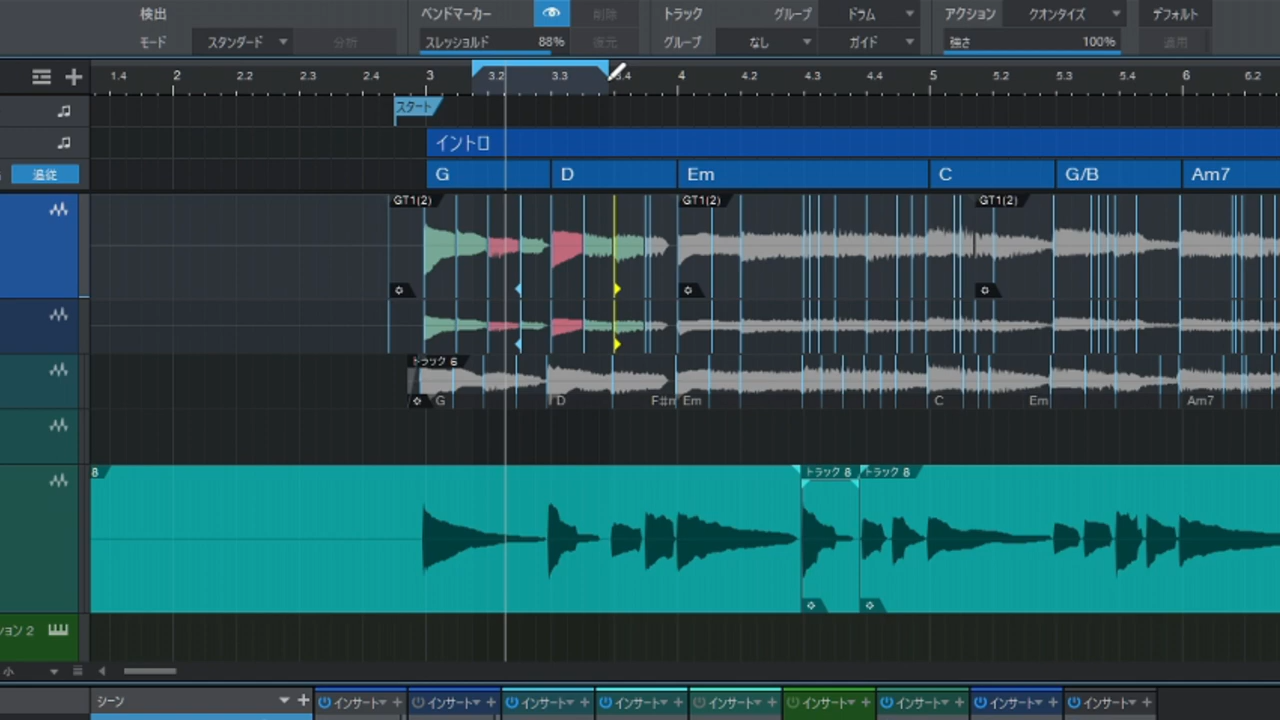 検出 ベンドマーカー 削除 トラック グループ ドラム アクション クオンタイズ デフォルト
モード スタンダード 分析 スレッショルド 88% 復元 グループ なし ガイド 強さ 100% 適用
1.4 2 2.2 2.3 2.4 3 3.2 3.3 3.4 4 4.2 4.3 4.4 5 5.2 5.3 5.4 6 6.2
スタート
イントロ
追従 G D Em C G/B Am7
GT1(2) GT1(2) GT1(2)
トラック 6
G D F#m Em C Em Am7
8 トラック 8 トラック 8
ション 2
小
シーン インサート インサート インサート インサート インサート インサート インサート インサート インサート